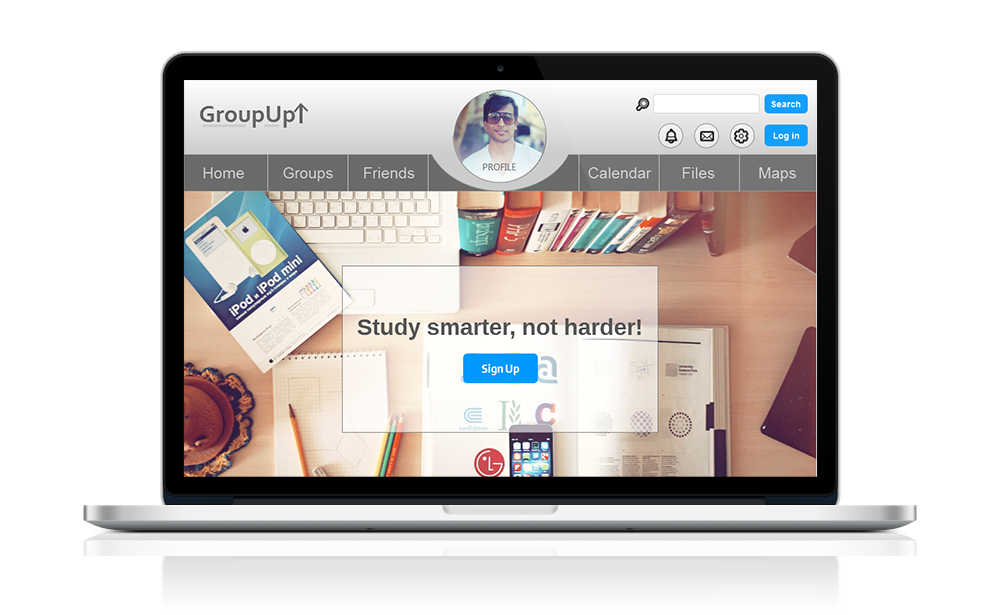 GroupUp
Search
Log in
PROFILE
Home
Groups
Friends
Calendar
Files
Maps
iPod и iPod mini
Study smarter, not harder!
Sign Up
LG